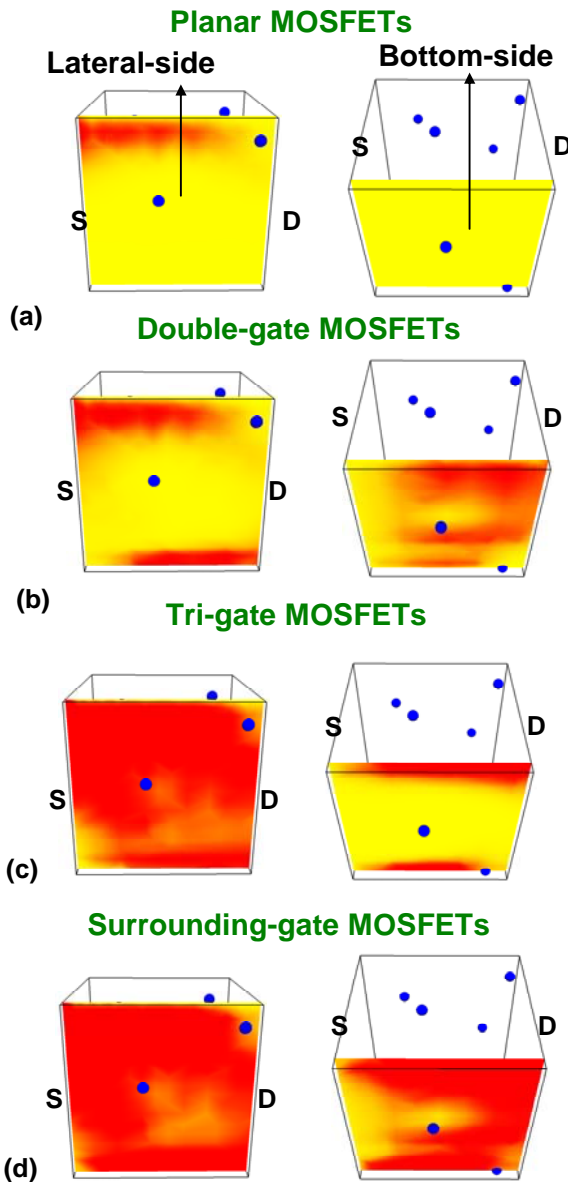 Planar MOSFETs
Lateral-side
Bottom-side
S
D
S
D
(a)
Double-gate MOSFETs
S
D
S
D
(b)
Tri-gate MOSFETs
S
D
S
D
(c)
Surrounding-gate MOSFETs
S
D
S
D
(d)